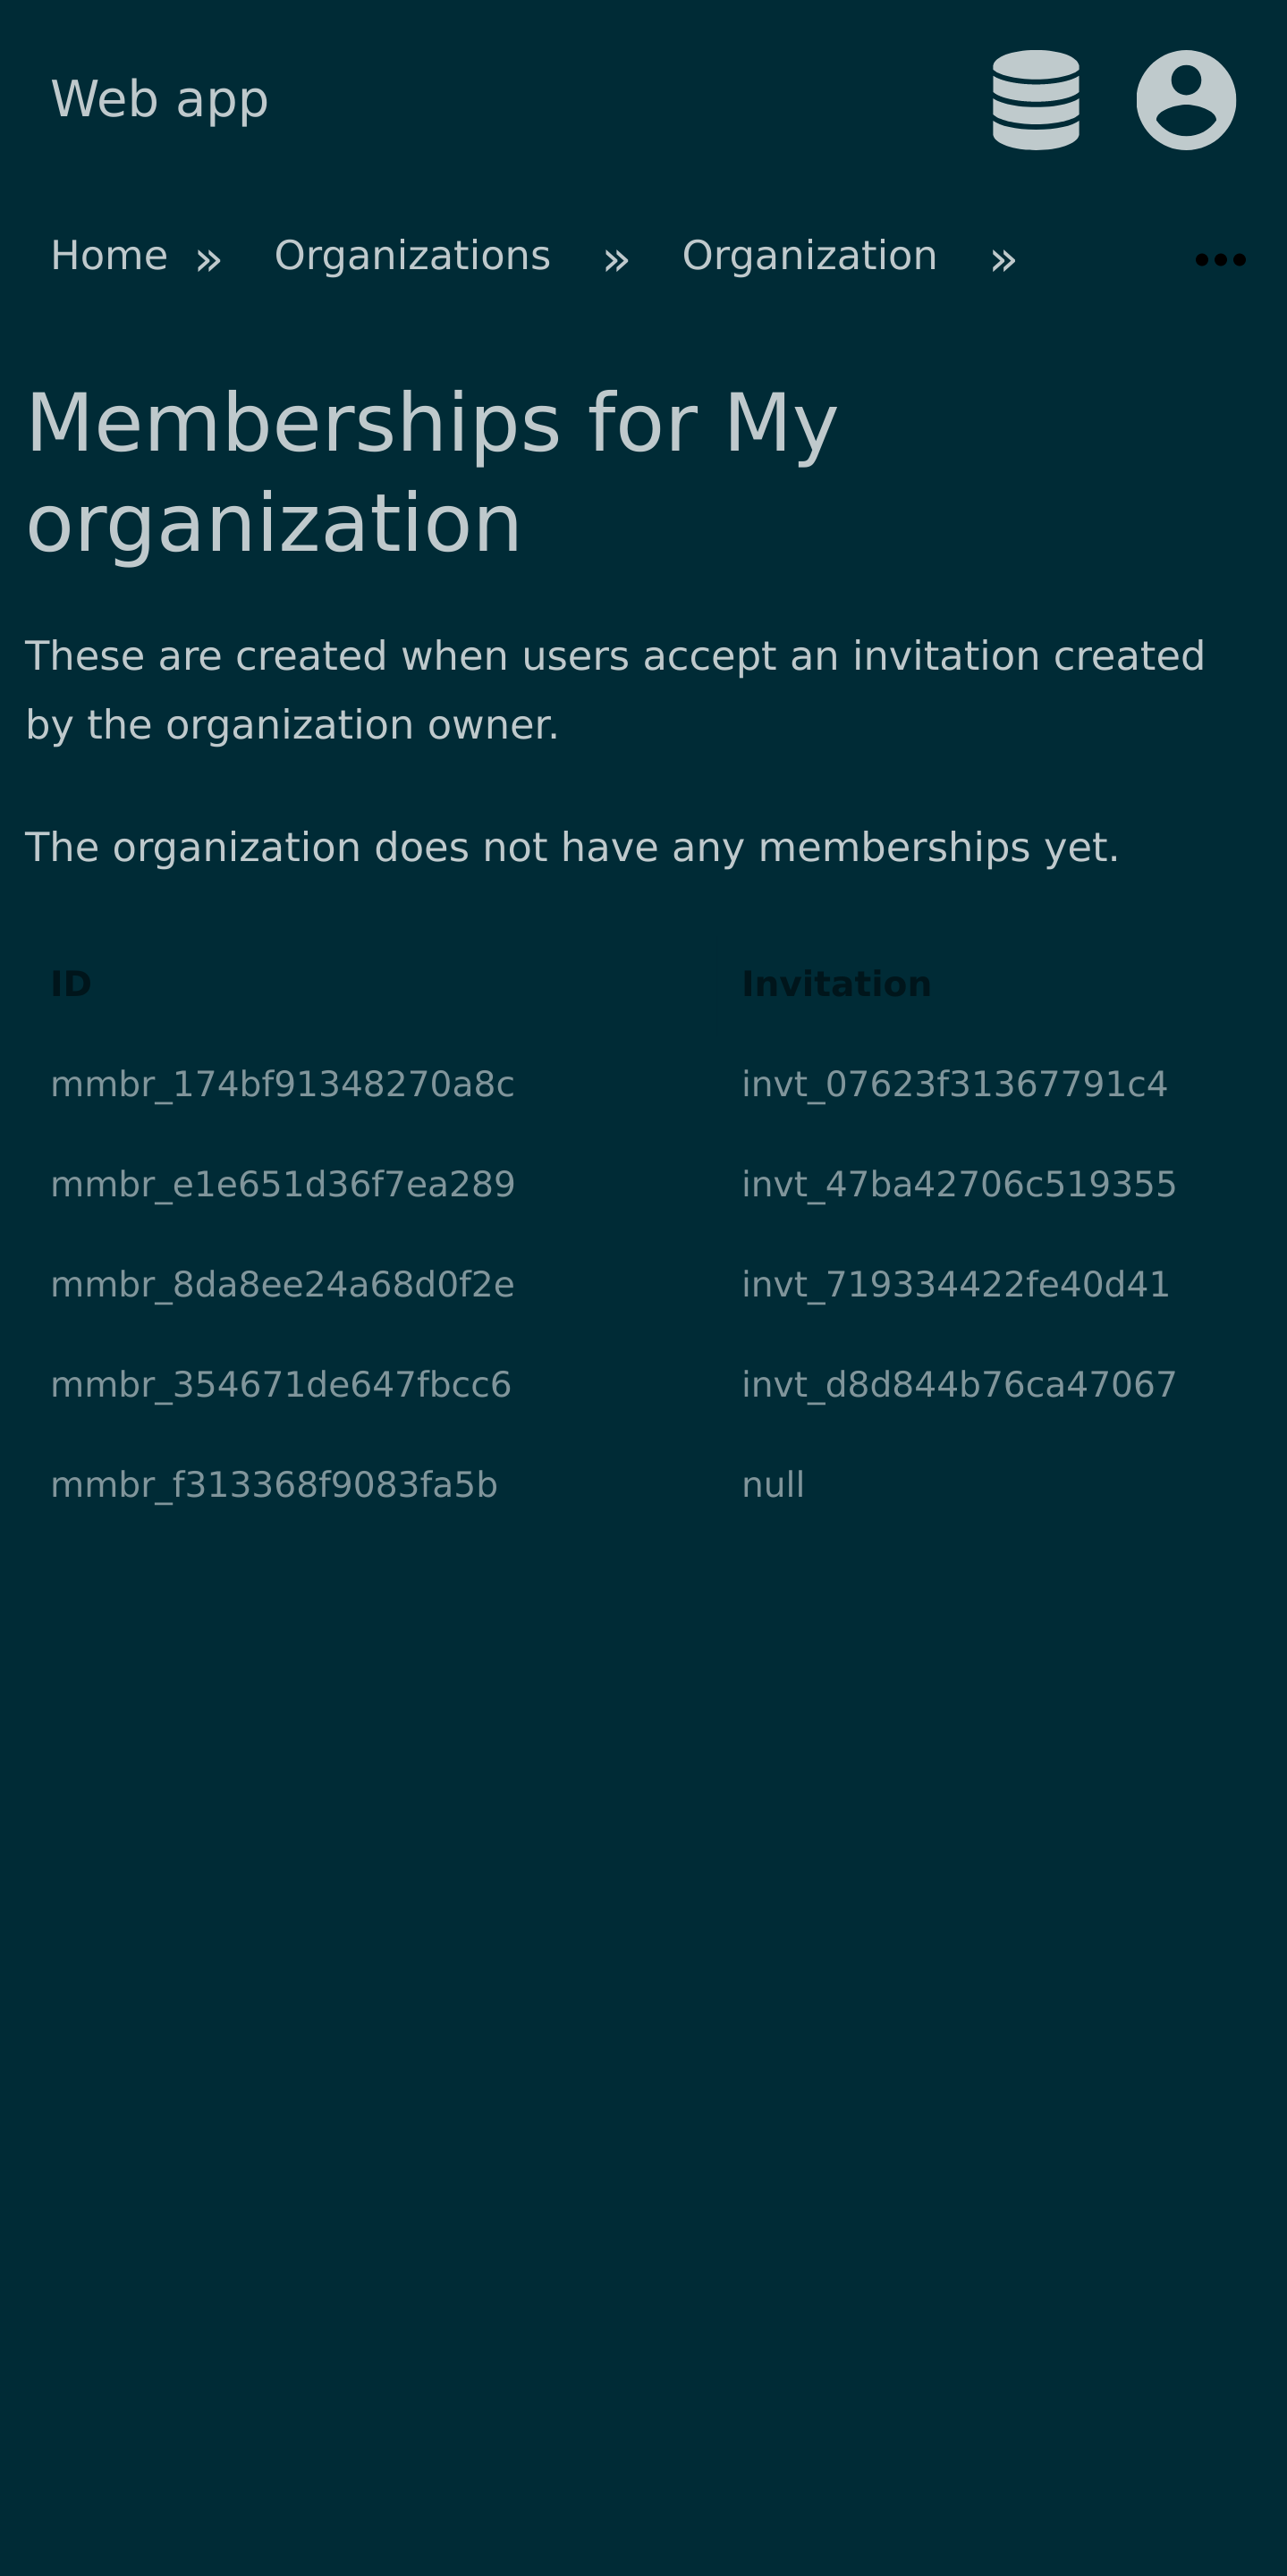 Web app
Home » Organizations » Organization » •••
Memberships for My
organization
These are created when users accept an invitation created
by the organization owner.
The organization does not have any memberships yet.
ID Invitation
mmbr_174bf91348270a8c invt_07623f31367791c4
mmbr_e1e651d36f7ea289 invt_47ba42706c519355
mmbr_8da8ee24a68d0f2e invt_719334422fe40d41
mmbr_354671de647fbcc6 invt_d8d844b76ca47067
mmbr_f313368f9083fa5b null